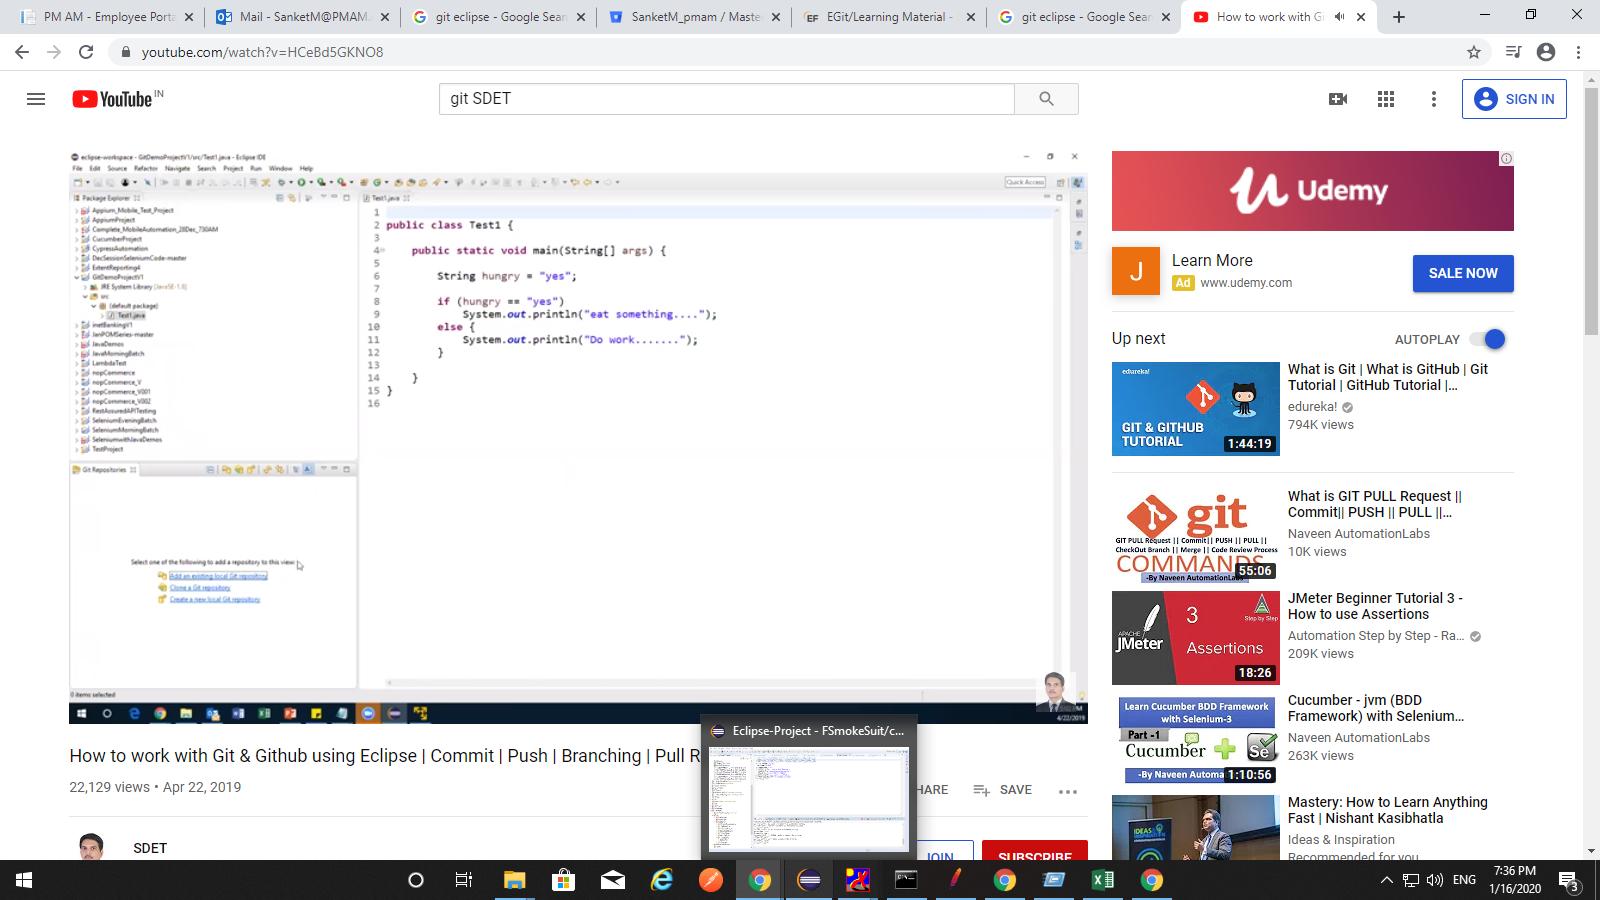 PM AM - Employee Porta
Mail - SanketM@PMAM.
git eclipse - Google Sear
SanketM_pmam / Maste
EGit/Learning Material -
git eclipse - Google Sear
How to work with Gi
youtube.com/watch?v=HCeBd5GKNO8
YouTube IN
git SDET
SIGN IN
eclipse-workspace - GitDemoProjectV1/src/Test1.java - Eclipse IDE
File Edit Source Refactor Navigate Search Project Run Window Help
Quick Access
Package Explorer
Test1.java
Appium_Mobile_Test_Project
AppiumProject
Complete_MobileAutomation_28Dec_730AM
CucumberProject
CypressAutomation
DecSessionSeleniumCode-master
ExtentReporting4
GitDemoProjectV1
JRE System Library [JavaSE-1.8]
src
(default package)
Test1.java
inetBankingV1
JanPOMSeries-master
JavaDemos
JavaMorningBatch
LambdaTest
nopCommerce
nopCommerce_V
nopCommerce_V001
nopCommerce_V002
RestAssuredAPITesting
SeleniumEveningBatch
SeleniumMorningBatch
SeleniumwithJavaDemos
TestProject
1
2 public class Test1 {
3
4 public static void main(String[] args) {
5
6 String hungry = "yes";
7
8 if (hungry == "yes")
9 System.out.println("eat something....");
10 else {
11 System.out.println("Do work.......");
12 }
13
14 }
15 }
16
Git Repositories
Select one of the following to add a repository to this view:
Add an existing local Git repository
Clone a Git repository
Create a new local Git repository
0 items selected
4/22/2019
How to work with Git & Github using Eclipse | Commit | Push | Branching | Pull R
22,129 views • Apr 22, 2019
HARE
SAVE
SDET
JOIN
SUBSCRIBE
Eclipse-Project - FSmokeSuit/c...
Udemy
J
Learn More
Ad www.udemy.com
SALE NOW
Up next
AUTOPLAY
edureka!
GIT & GITHUB
TUTORIAL
1:44:19
What is Git | What is GitHub | Git
Tutorial | GitHub Tutorial |...
edureka!
794K views
git
GIT PULL Request || Commit|| PUSH || PULL ||
CheckOut Branch || Merge || Code Review Process
COMMANDS
-By Naveen AutomationLabs
55:06
What is GIT PULL Request ||
Commit|| PUSH || PULL ||...
Naveen AutomationLabs
10K views
APACHE
JMeter
3
Assertions
Step by Step
18:26
JMeter Beginner Tutorial 3 -
How to use Assertions
Automation Step by Step - Ra...
209K views
Learn Cucumber BDD Framework
with Selenium-3
Part -1
Cucumber
Se
-By Naveen Automa
1:10:56
Cucumber - jvm (BDD
Framework) with Selenium...
Naveen AutomationLabs
263K views
IDEAS
INSPIRATION
Mastery: How to Learn Anything
Fast | Nishant Kasibhatla
Ideas & Inspiration
Recommended for you
ENG
7:36 PM
1/16/2020
3